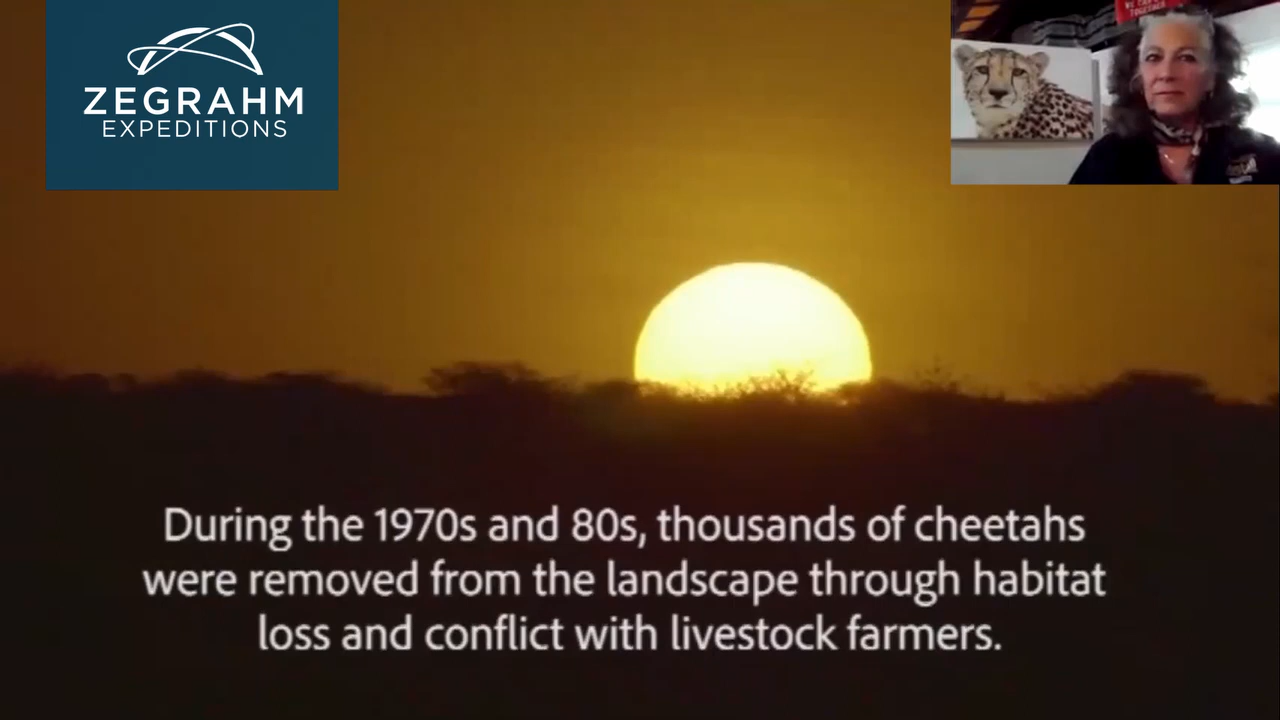 ZEGRAHM
EXPEDITIONS
TOGETHER
During the 1970s and 80s, thousands of cheetahs
were removed from the landscape through habitat
loss and conflict with livestock farmers.